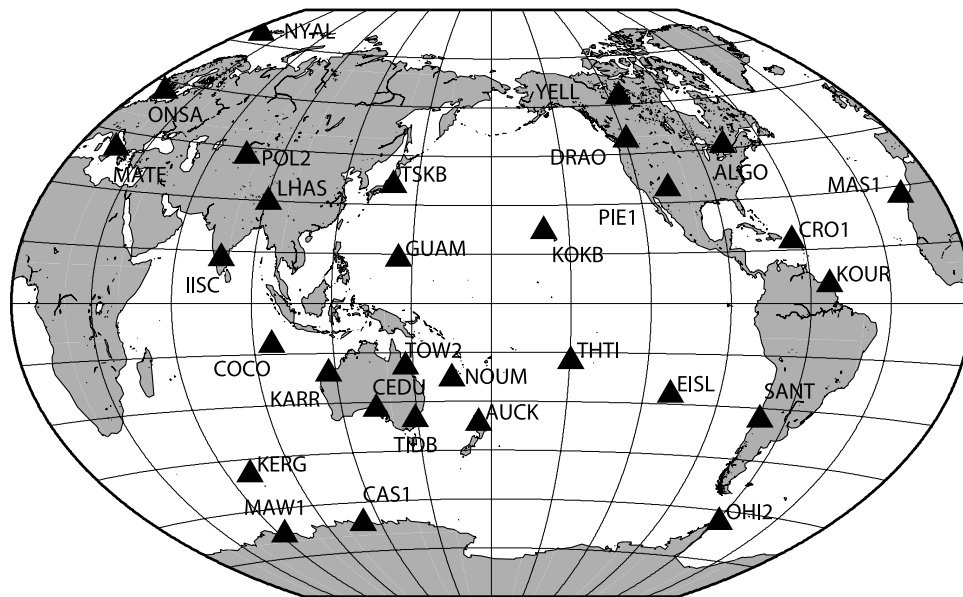 NYAL
YELL
ONSA
DRAO
POL2
ALGO
MATE
TSKB
LHAS
MAS1
PIE1
CRO1
GUAM
KOKB
KOUR
IISC
TOW2
THTI
COCO
NOUM
CEDU
EISL
KARR
SANT
AUCK
TIDB
KERG
CAS1
MAW1
OHI2